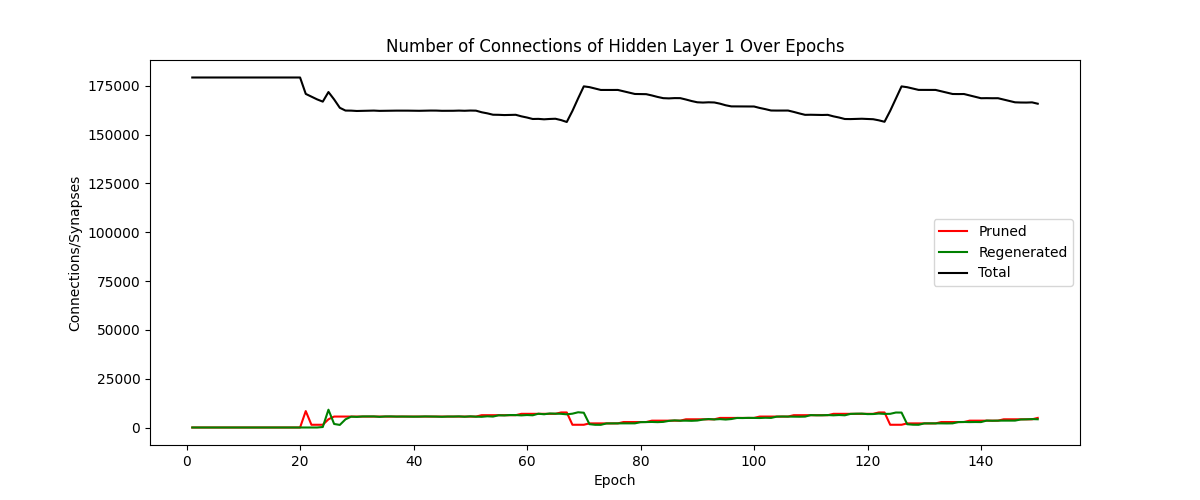 Number of Connections of Hidden Layer 1 Over Epochs
175000
150000
125000
100000
75000
50000
25000
0
Connections/Synapses
Pruned
Regenerated
Total
0 20 40 60 80 100 120 140
Epoch